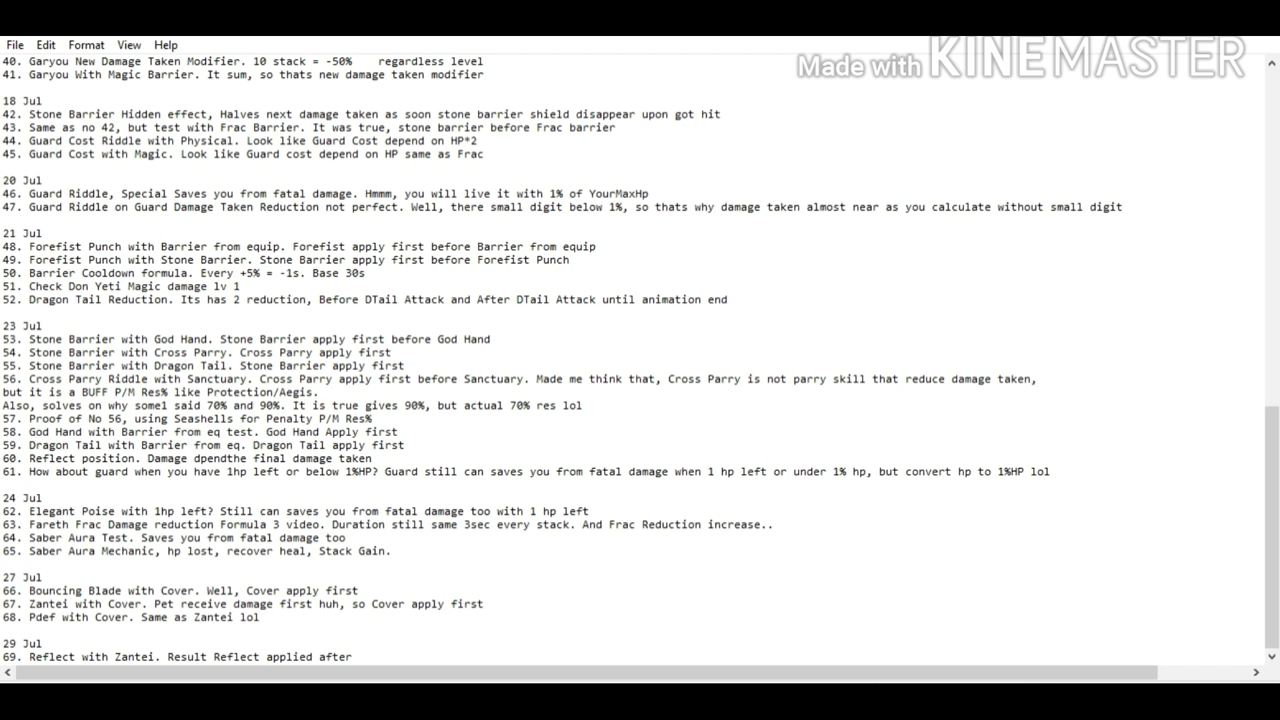 File Edit Format View Help
Made with KINEMASTER
40. Garyou New Damage Taken Modifier. 10 stack = -50% regardless level
41. Garyou With Magic Barrier. It sum, so thats new damage taken modifier
18 Jul
42. Stone Barrier Hidden effect, Halves next damage taken as soon stone barrier shield disappear upon got hit
43. Same as no 42, but test with Frac Barrier. It was true, stone barrier before Frac barrier
44. Guard Cost Riddle with Physical. Look like Guard Cost depend on HP*2
45. Guard Cost with Magic. Look like Guard cost depend on HP same as Frac
20 Jul
46. Guard Riddle, Special Saves you from fatal damage. Hmmm, you will live it with 1% of YourMaxHp
47. Guard Riddle on Guard Damage Taken Reduction not perfect. Well, there small digit below 1%, so thats why damage taken almost near as you calculate without small digit
21 Jul
48. Forefist Punch with Barrier from equip. Forefist apply first before Barrier from equip
49. Forefist Punch with Stone Barrier. Stone Barrier apply first before Forefist Punch
50. Barrier Cooldown formula. Every +5% = -1s. Base 30s
51. Check Don Yeti Magic damage lv 1
52. Dragon Tail Reduction. Its has 2 reduction, Before DTail Attack and After DTail Attack until animation end
23 Jul
53. Stone Barrier with God Hand. Stone Barrier apply first before God Hand
54. Stone Barrier with Cross Parry. Cross Parry apply first
55. Stone Barrier with Dragon Tail. Stone Barrier apply first
56. Cross Parry Riddle with Sanctuary. Cross Parry apply first before Sanctuary. Made me think that, Cross Parry is not parry skill that reduce damage taken,
but it is a BUFF P/M Res% like Protection/Aegis.
Also, solves on why some1 said 70% and 90%. It is true gives 90%, but actual 70% res lol
57. Proof of No 56, using Seashells for Penalty P/M Res%
58. God Hand with Barrier from eq test. God Hand Apply first
59. Dragon Tail with Barrier from eq. Dragon Tail apply first
60. Reflect position. Damage dpendthe final damage taken
61. How about guard when you have 1hp left or below 1%HP? Guard still can saves you from fatal damage when 1 hp left or under 1% hp, but convert hp to 1%HP lol
24 Jul
62. Elegant Poise with 1hp left? Still can saves you from fatal damage too with 1 hp left
63. Fareth Frac Damage reduction Formula 3 video. Duration still same 3sec every stack. And Frac Reduction increase..
64. Saber Aura Test. Saves you from fatal damage too
65. Saber Aura Mechanic, hp lost, recover heal, Stack Gain.
27 Jul
66. Bouncing Blade with Cover. Well, Cover apply first
67. Zantei with Cover. Pet receive damage first huh, so Cover apply first
68. Pdef with Cover. Same as Zantei lol
29 Jul
69. Reflect with Zantei. Result Reflect applied after